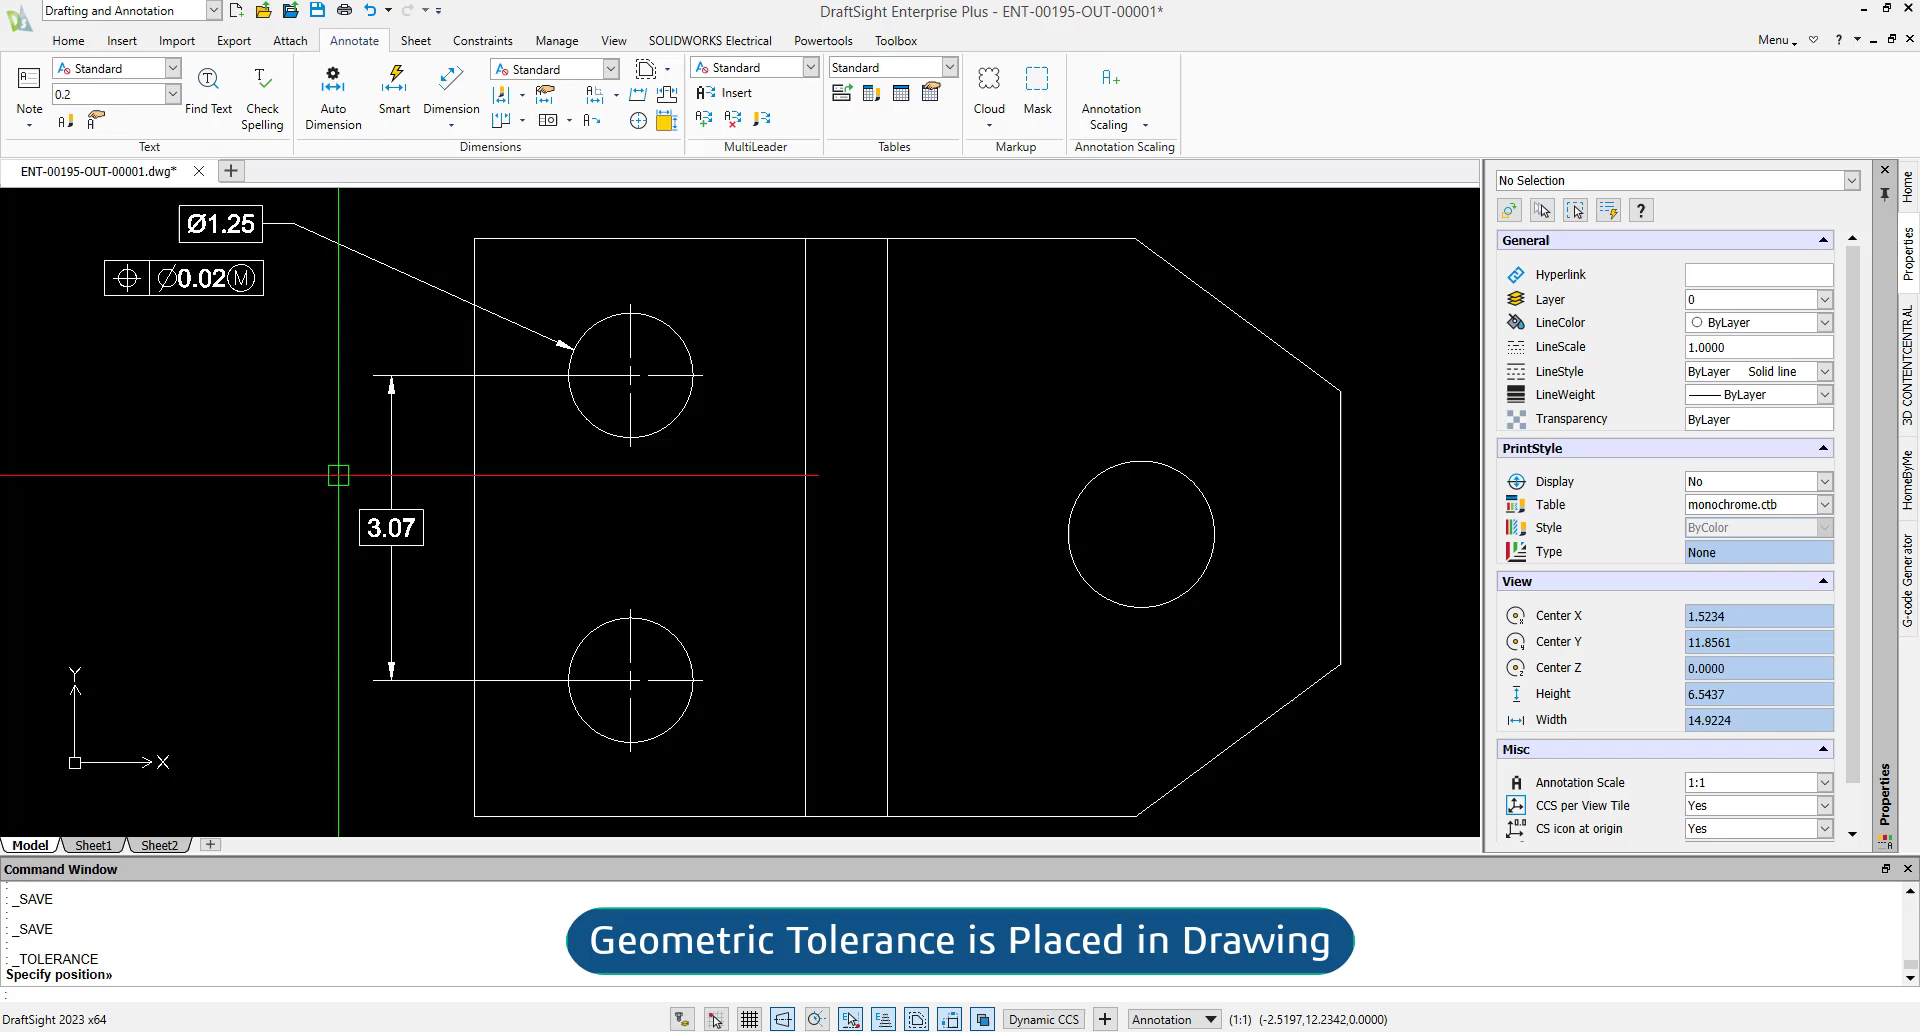 Drafting and Annotation
DraftSight Enterprise Plus - ENT-00195-OUT-00001*
Home Insert Import Export Attach Annotate Sheet Constraints Manage View SOLIDWORKS Electrical Powertools Toolbox
Menu ?
Note
Standard
0.2
Find Text
Check Spelling
Text
Auto Dimension
Smart
Dimension
Standard
Dimensions
Standard
Insert
MultiLeader
Standard
Tables
Cloud
Mask
Markup
Annotation Scaling
Annotation Scaling
ENT-00195-OUT-00001.dwg*
Ø1.25
Ø0.02 M
3.07
Y
X
Model Sheet1 Sheet2
No Selection
?
General
Hyperlink
Layer 0
LineColor ByLayer
LineScale 1.0000
LineStyle ByLayer Solid line
LineWeight ByLayer
Transparency ByLayer
PrintStyle
Display No
Table monochrome.ctb
Style ByColor
Type None
View
Center X 1.5234
Center Y 11.8561
Center Z 0.0000
Height 6.5437
Width 14.9224
Misc
Annotation Scale 1:1
CCS per View Tile Yes
CS icon at origin Yes
Properties
Home
Properties
3D CONTENTCENTRAL
HomeByMe
G-code Generator
Command Window
:
: _SAVE
:
: _SAVE
:
: _TOLERANCE
Specify position»
:
Geometric Tolerance is Placed in Drawing
DraftSight 2023 x64
Dynamic CCS
Annotation
(1:1) (-2.5197,12.2342,0.0000)